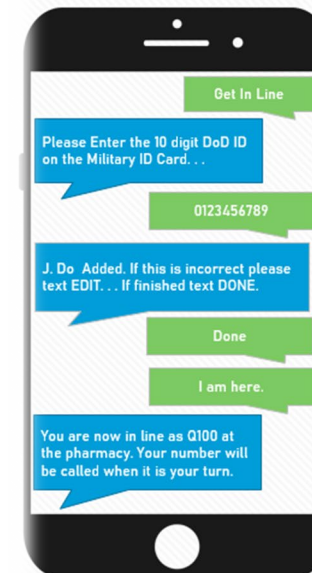 Get In Line
Please Enter the 10 digit DoD ID
on the Military ID Card. . .
0123456789
J. Do  Added. If this is incorrect please
text EDIT. . . If finished text DONE.
Done
I am here.
You are now in line as Q100 at
the pharmacy. Your number will
be called when it is your turn.